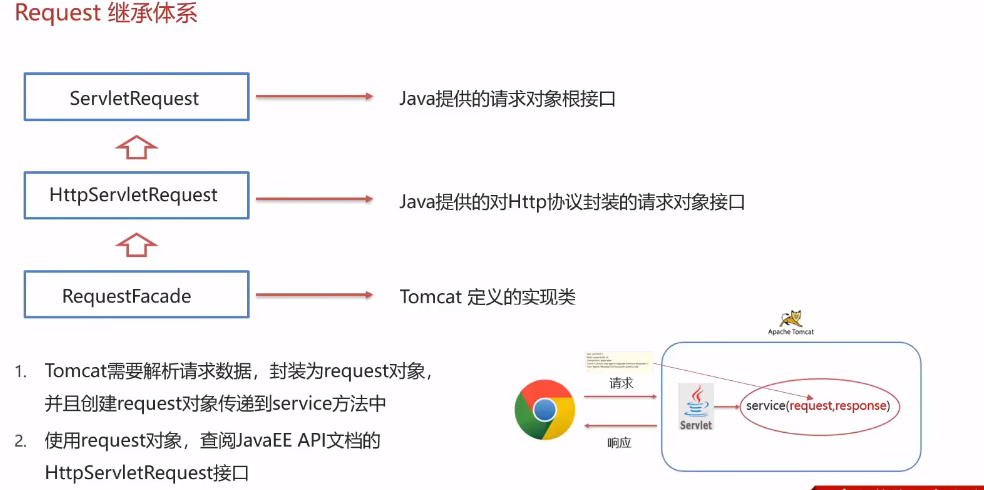 Request 继承体系
ServletRequest
Java提供的请求对象根接口
HttpServletRequest
Java提供的对Http协议封装的请求对象接口
RequestFacade
Tomcat 定义的实现类
1. Tomcat需要解析请求数据，封装为request对象，
并且创建request对象传递到service方法中
2. 使用request对象，查阅JavaEE API文档的
HttpServletRequest接口
Apache Tomcat
请求
响应
Servlet
service(request,response)